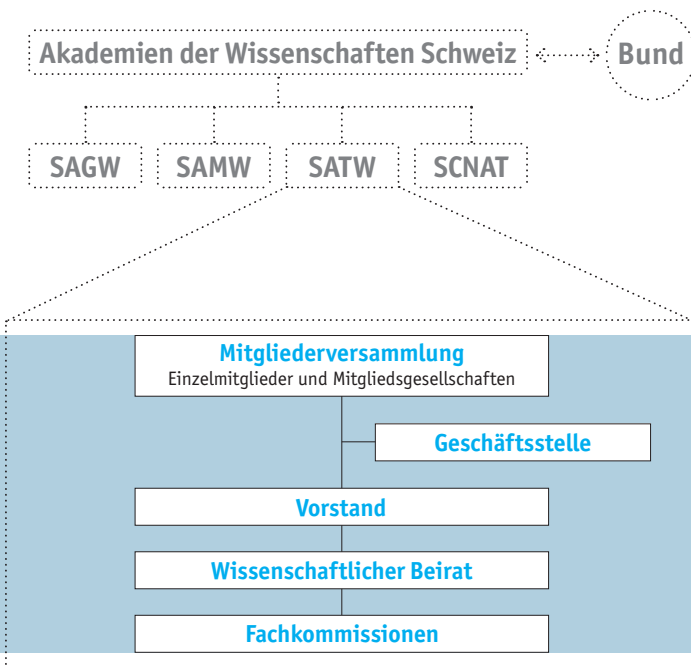 Akademien der Wissenschaften Schweiz
Bund
SAGW
SAMW
SATW
SCNAT
Mitgliederversammlung
Einzelmitglieder und Mitgliedsgesellschaften
Geschäftsstelle
Vorstand
Wissenschaftlicher Beirat
Fachkommissionen